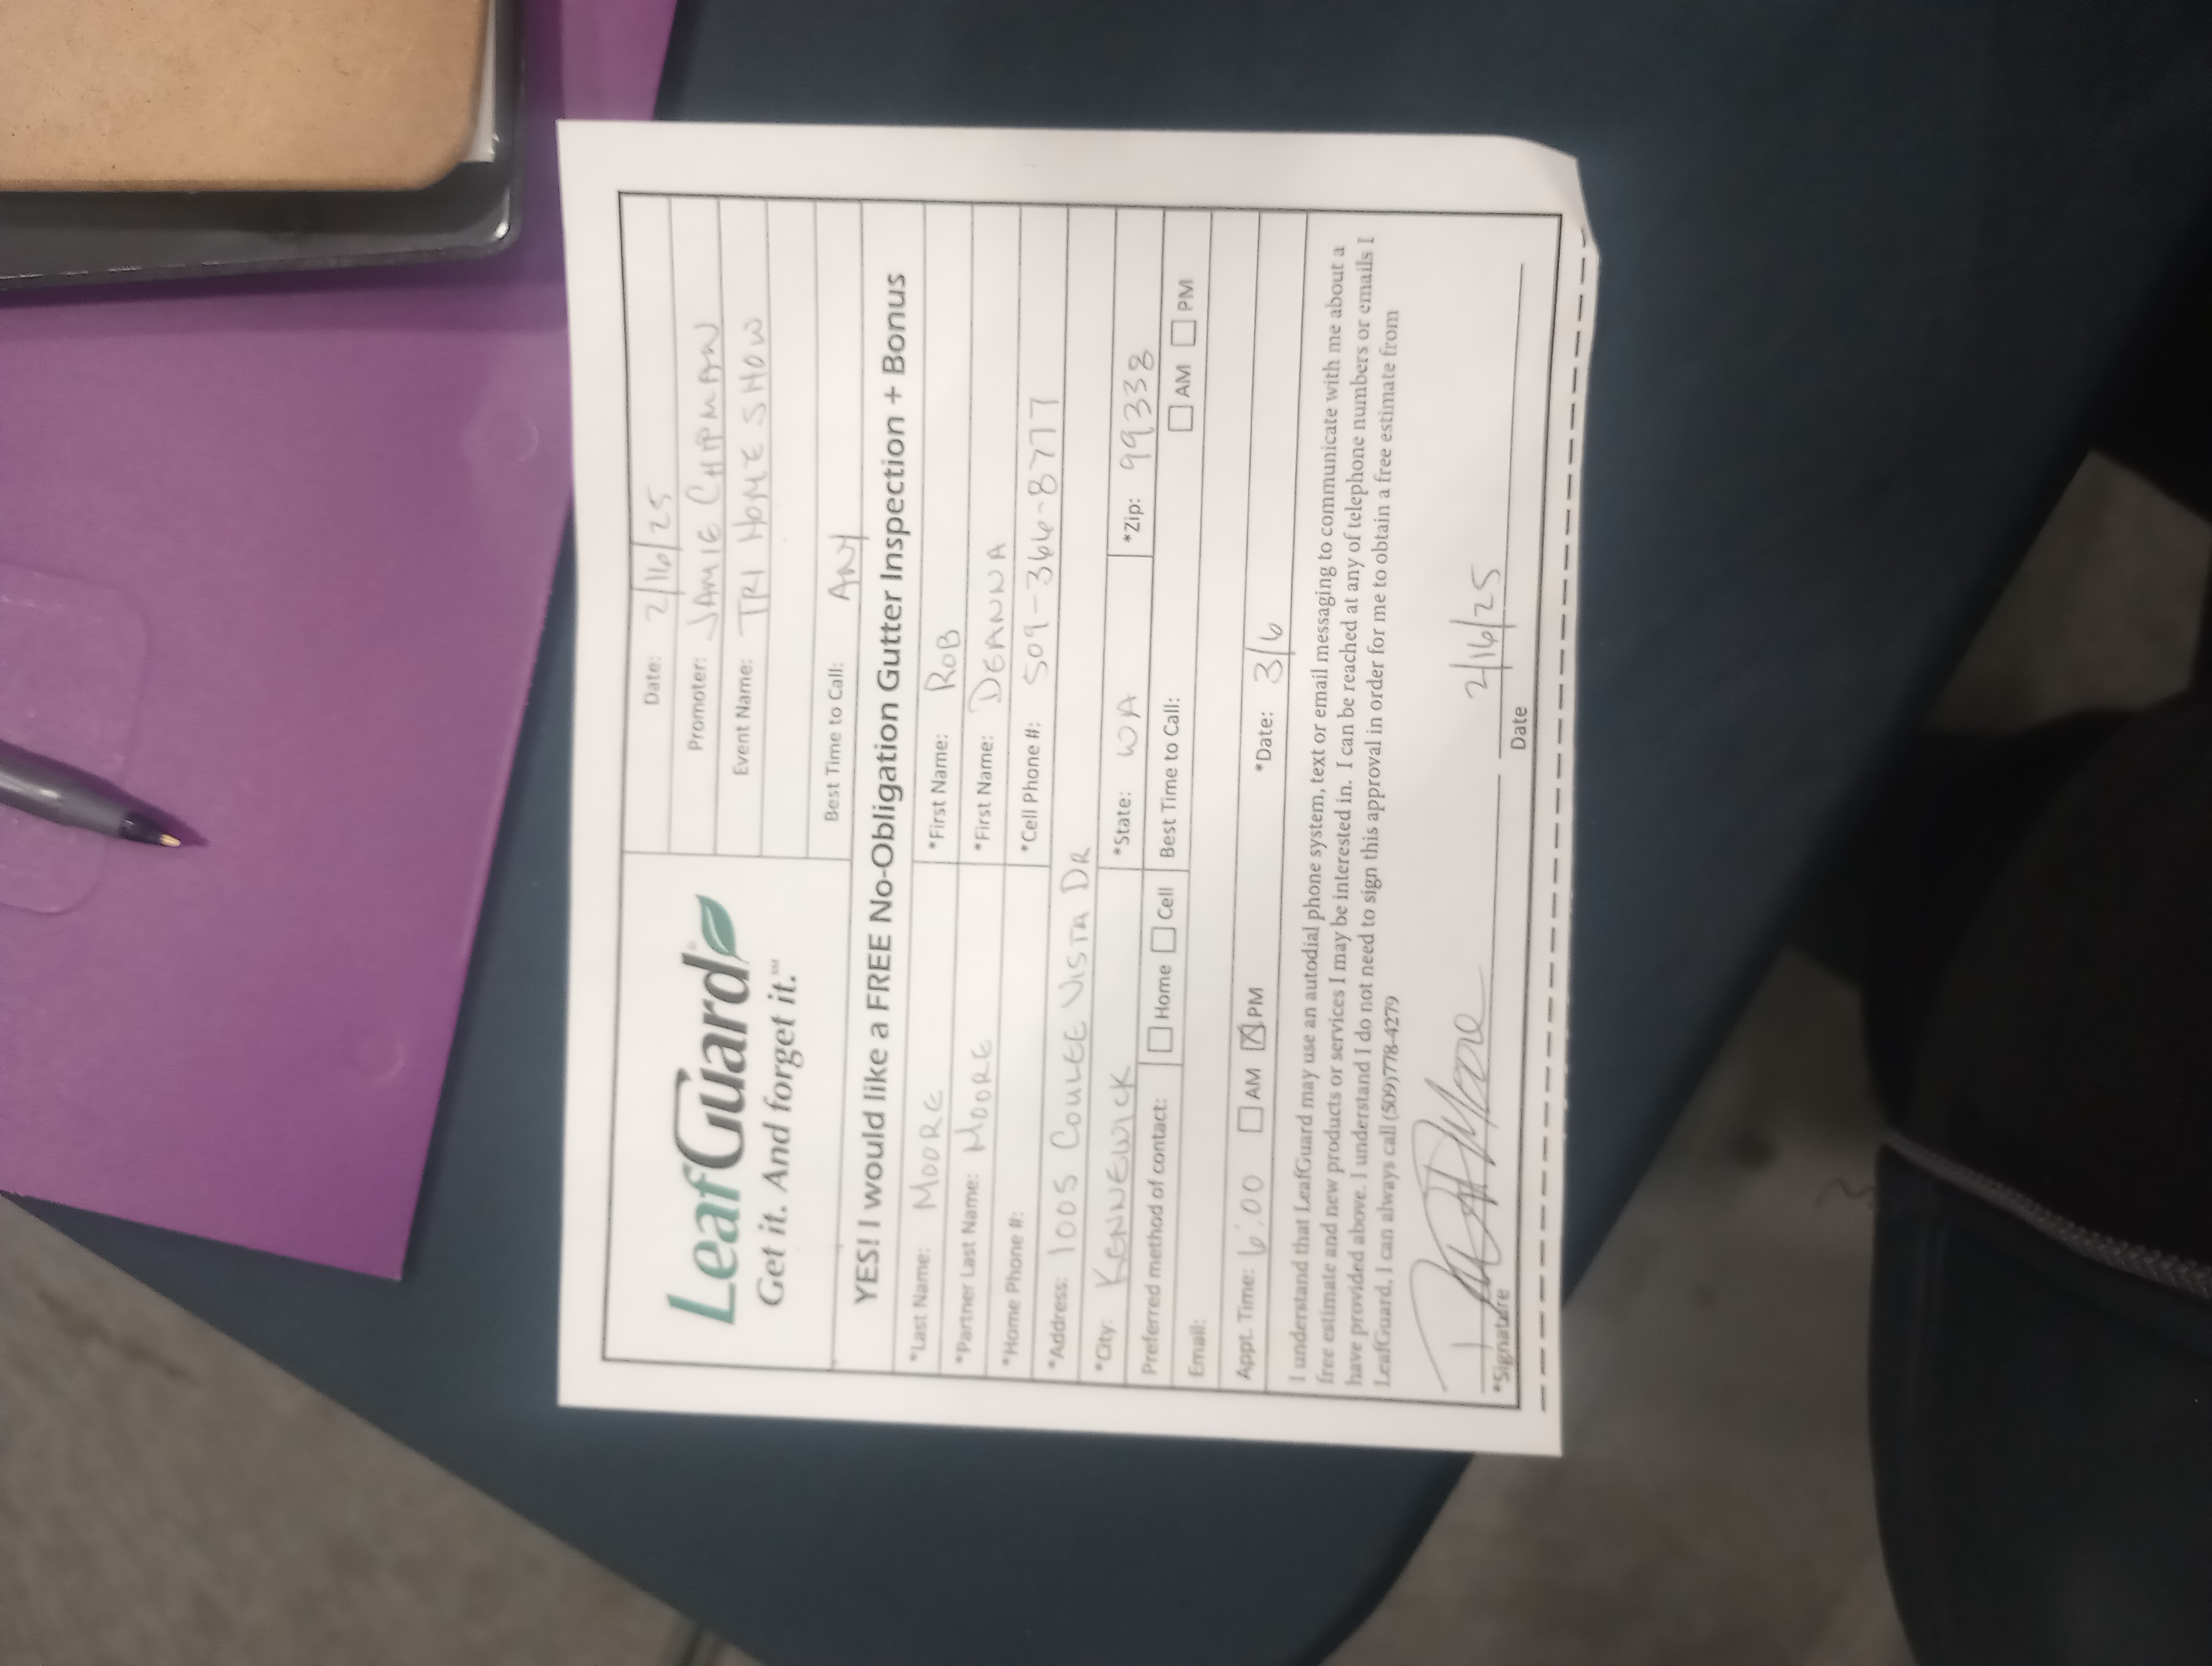 LeafGuard
Get it. And forget it.℠
Date: 2/16/25
Promoter: JAMIE CHIPMAN
Event Name: TRI HOME SHOW
Best Time to Call: ANY
YES! I would like a FREE No-Obligation Gutter Inspection + Bonus
*Last Name: MOORE *First Name: ROB
*Partner Last Name: MOORE *First Name: DEANNA
*Home Phone #: *Cell Phone #: 509-366-8777
*Address: 1005 COULEE VISTA DR
*City: KENNEWICK *State: WA *Zip: 99338
Preferred method of contact: Home Cell Best Time to Call: AM PM
Email:
Appt. Time: 6:00 AM PM *Date: 3/6
I understand that LeafGuard may use an autodial phone system, text or email messaging to communicate with me about a
free estimate and new products or services I may be interested in. I can be reached at any of telephone numbers or emails I
have provided above. I understand I do not need to sign this approval in order for me to obtain a free estimate from
LeafGuard, I can always call (509)778-4279
Moore 2/16/25
*Signature Date